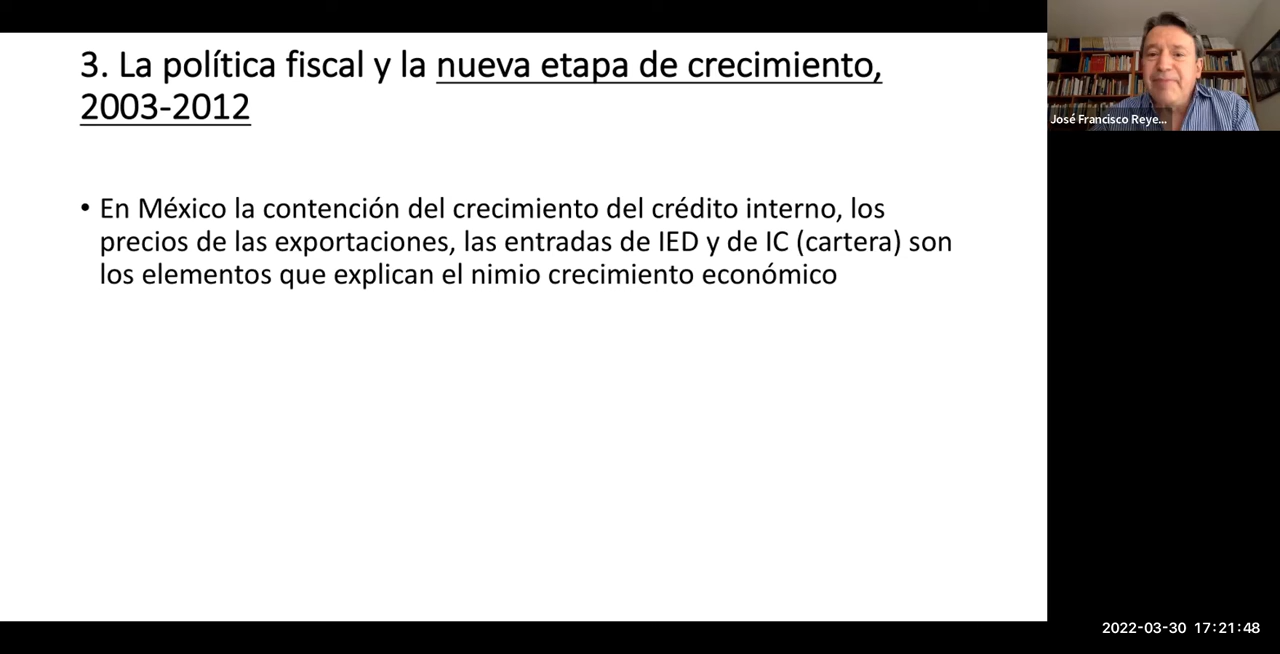 3. La política fiscal y la nueva etapa de crecimiento,
2003-2012
• En México la contención del crecimiento del crédito interno, los
precios de las exportaciones, las entradas de IED y de IC (cartera) son
los elementos que explican el nimio crecimiento económico
José Francisco Reye...
2022-03-30 17:21:48